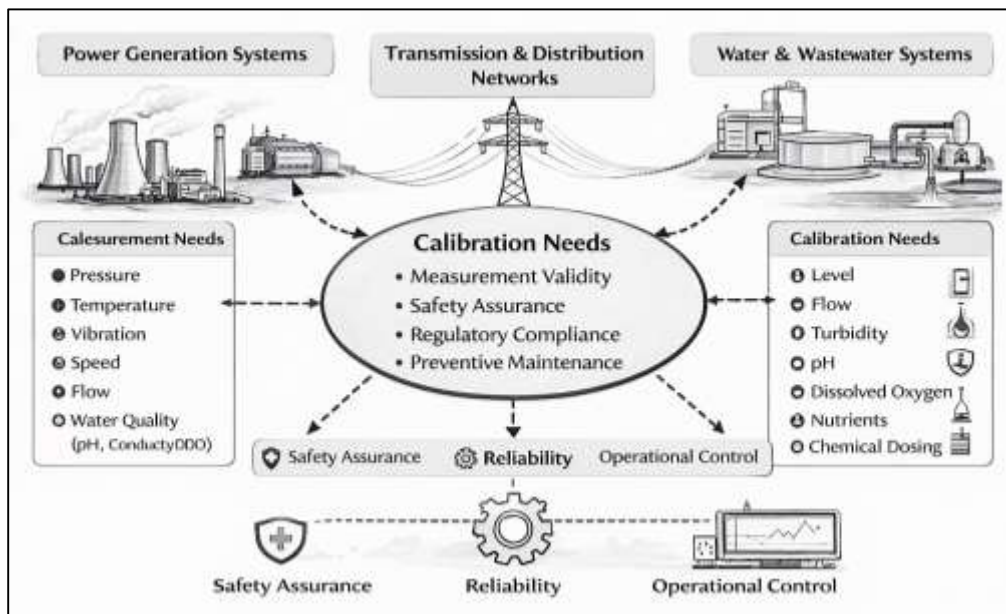 Power Generation Systems
Transmission & Distribution
Networks
Water & Wastewater Systems
Calesurement Needs
Pressure
Temperature
Vibration
Speed
Flow
Water Quality
(pH, ConductyDDO)
Calibration Needs
• Measurement Validity
• Safety Assurance
• Regulatory Compliance
• Preventive Maintenance
Calibration Needs
Level
Flow
Turbidity
pH
Dissolved Oxygen
Nutrients
Chemical Dosing
Safety Assurance Reliability Operational Control
Safety Assurance Reliability Operational Control